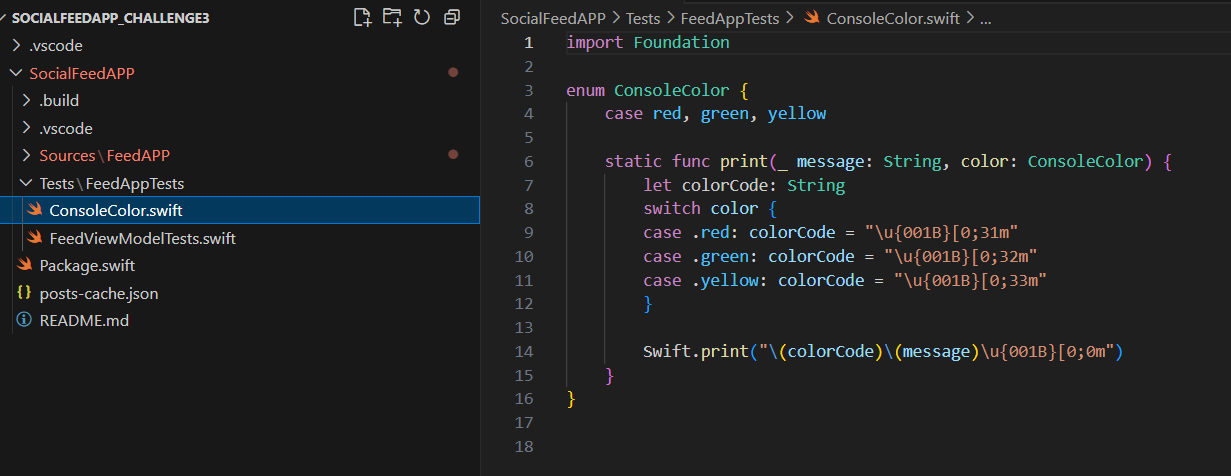 SOCIALFEEDAPP_CHALLENGE3
.vscode
SocialFeedAPP
.build
.vscode
Sources\FeedAPP
Tests\FeedAppTests
ConsoleColor.swift
FeedViewModelTests.swift
Package.swift
{} posts-cache.json
README.md
SocialFeedAPP > Tests > FeedAppTests > ConsoleColor.swift > ...
1 import Foundation
2
3 enum ConsoleColor {
4     case red, green, yellow
5
6     static func print(_ message: String, color: ConsoleColor) {
7         let colorCode: String
8         switch color {
9         case .red: colorCode = "\u{001B}[0;31m"
10         case .green: colorCode = "\u{001B}[0;32m"
11         case .yellow: colorCode = "\u{001B}[0;33m"
12         }
13
14         Swift.print("\(colorCode)\(message)\u{001B}[0;0m")
15     }
16 }
17
18